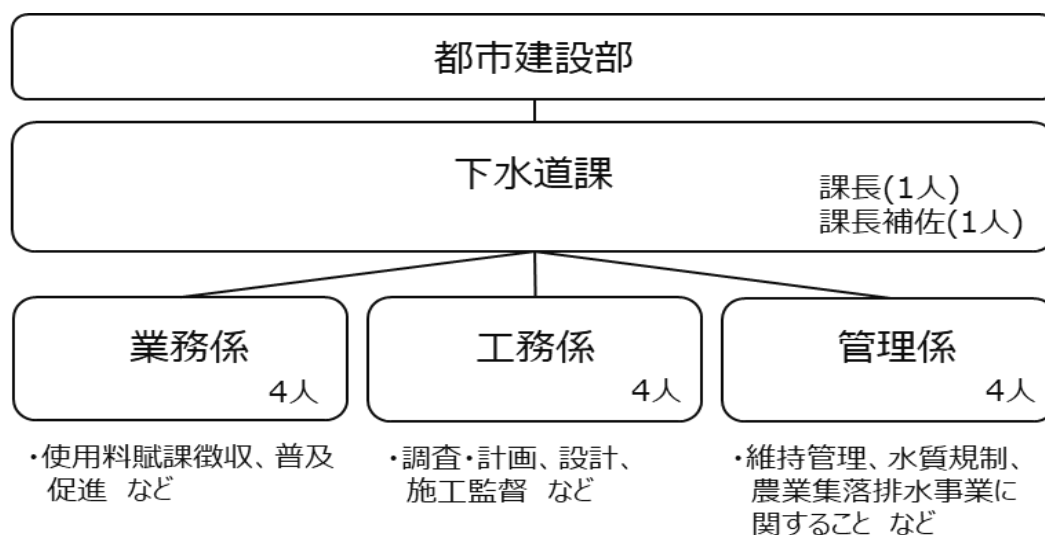 都市建設部
下水道課
課長(1人)
課長補佐(1人)
業務係
4人
工務係
4人
管理係
4人
・使用料賦課徴収、普及
促進 など
・調査・計画、設計、
施工監督 など
・維持管理、水質規制、
農業集落排水事業に
関すること など